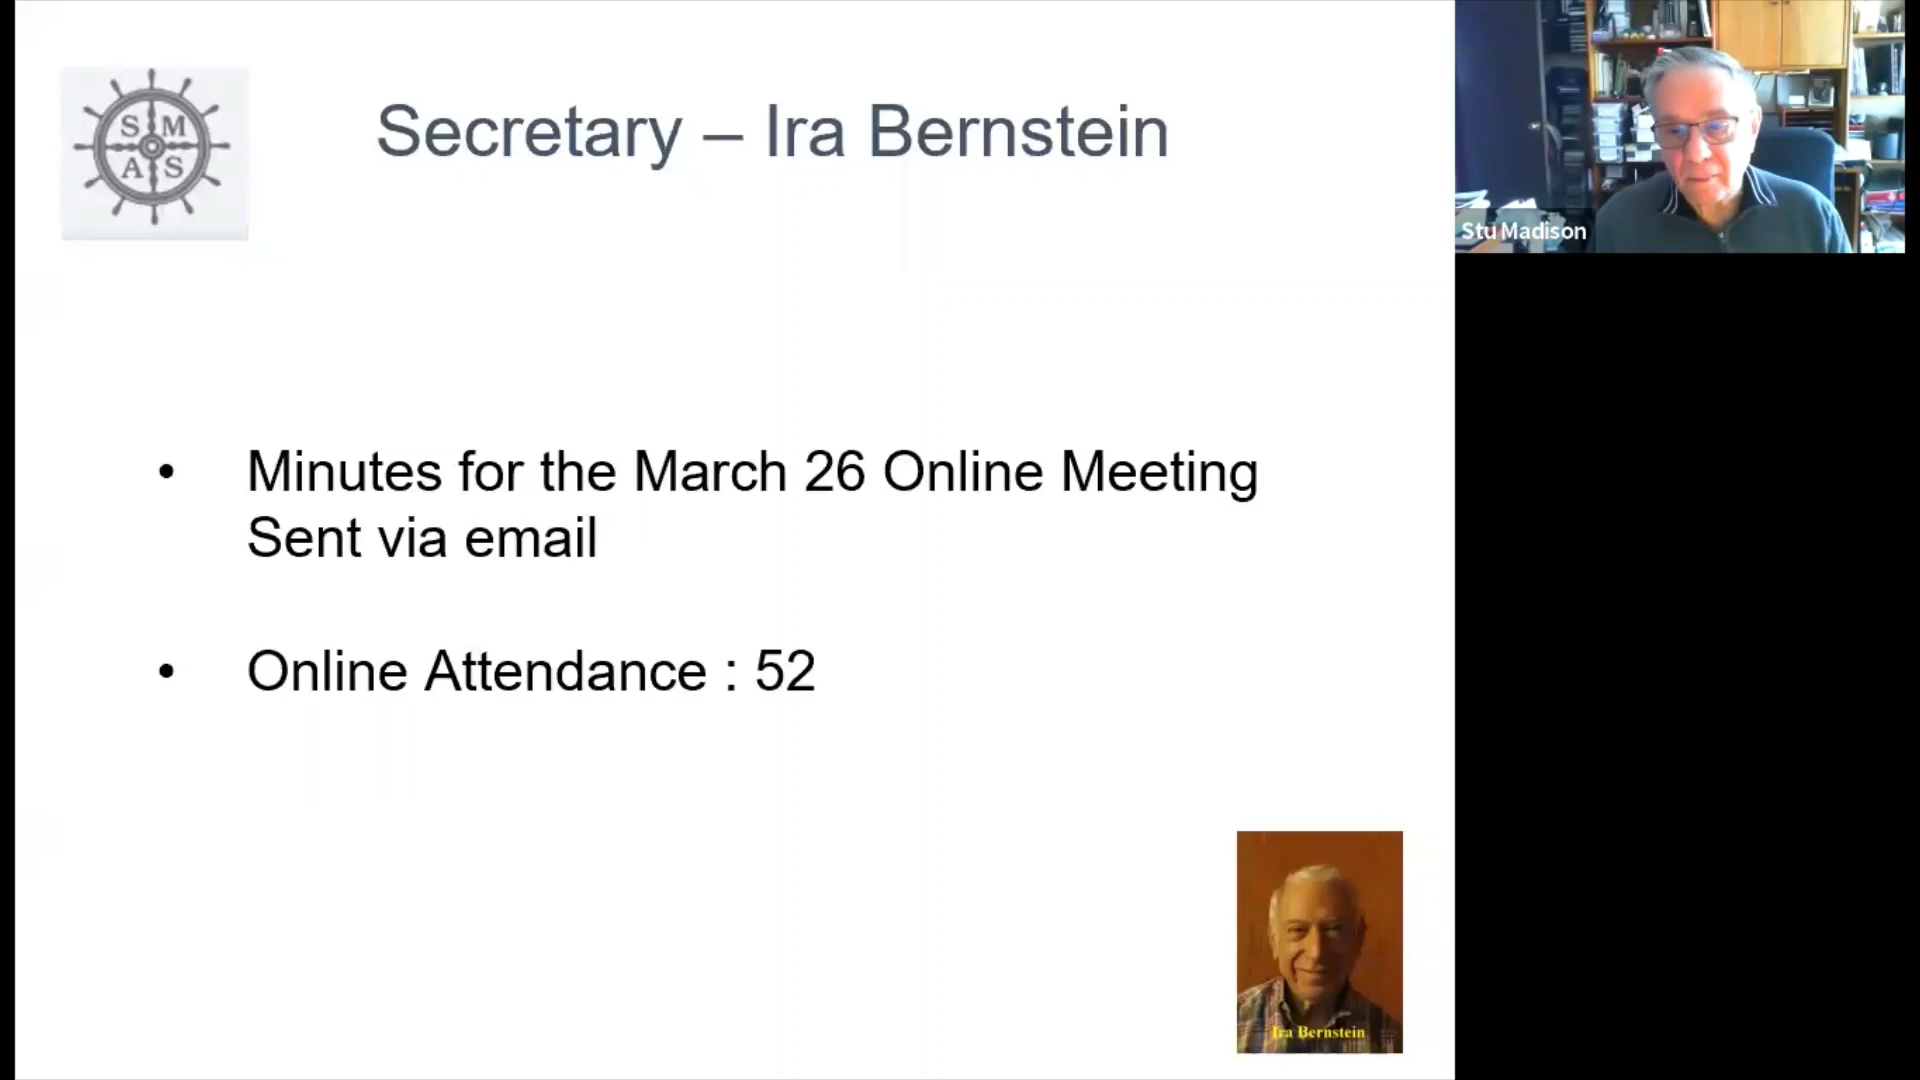 S M
A S
Secretary – Ira Bernstein
Stu Madison
• Minutes for the March 26 Online Meeting
Sent via email
• Online Attendance : 52
Ira Bernstein